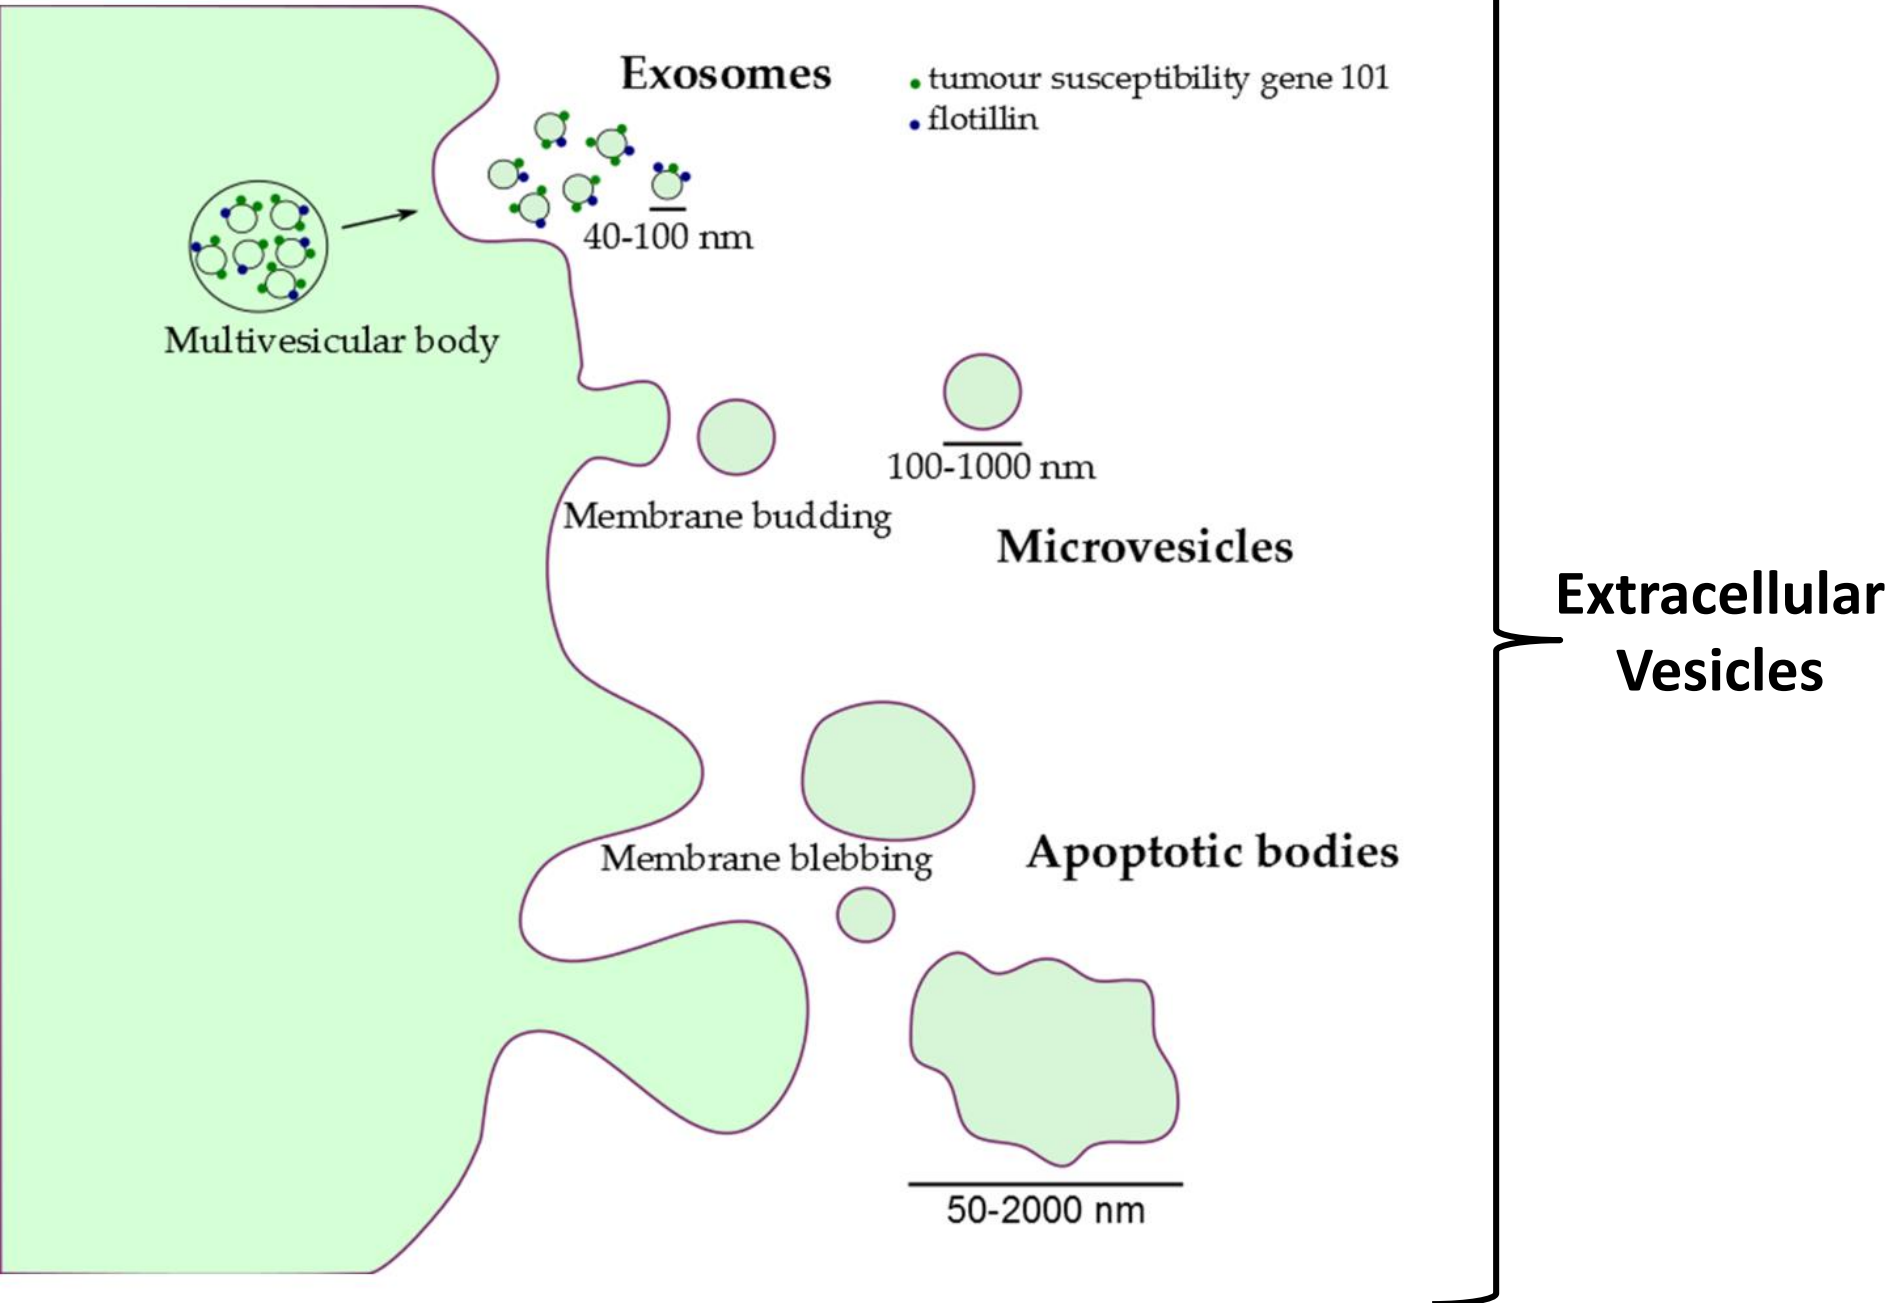 Exosomes
tumour susceptibility gene 101
flotillin
40-100 nm
Multivesicular body
100-1000 nm
Membrane budding
Microvesicles
Extracellular
Vesicles
Membrane blebbing
Apoptotic bodies
50-2000 nm